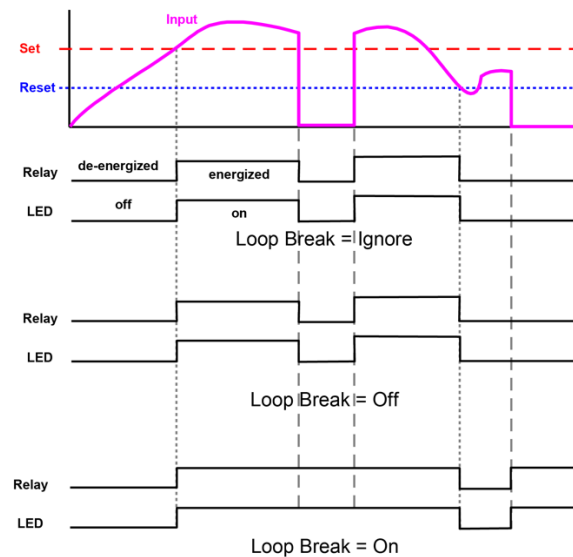 Input
Set
Reset
Relay de-energized energized
LED off on
Loop Break = Ignore
Relay
LED
Loop Break = Off
Relay
LED
Loop Break = On